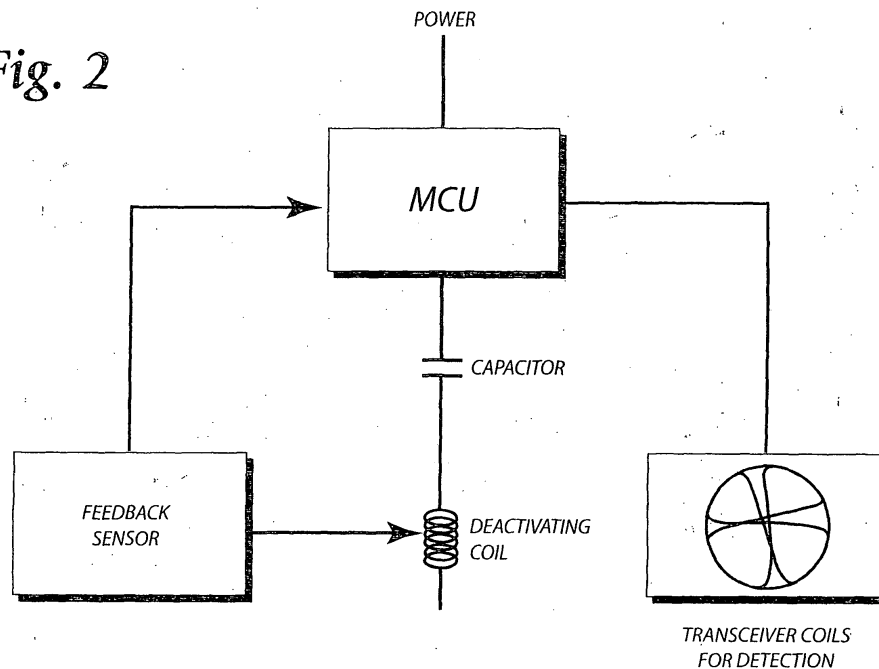 POWER
Fig. 2
MCU
CAPACITOR
FEEDBACK
SENSOR
DEACTIVATING
COIL
TRANSCEIVER COILS
FOR DETECTION